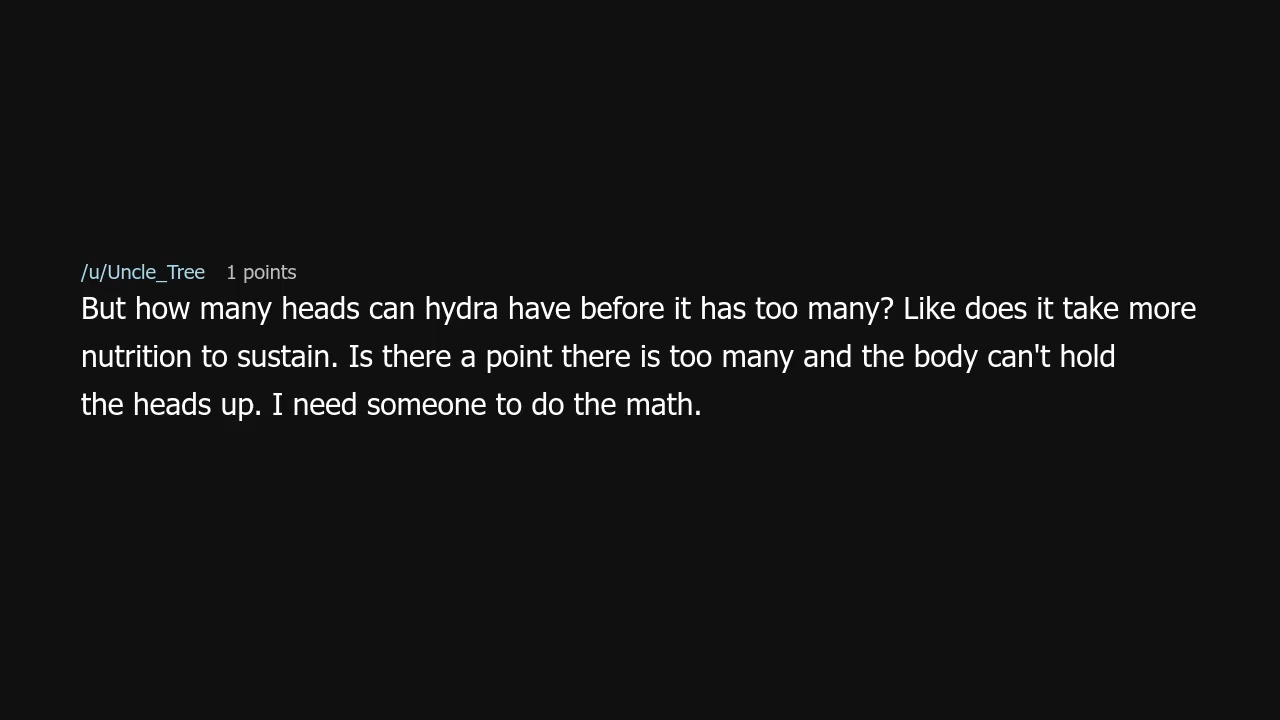 /u/Uncle_Tree 1 points
But how many heads can hydra have before it has too many? Like does it take more
nutrition to sustain. Is there a point there is too many and the body can't hold
the heads up. I need someone to do the math.